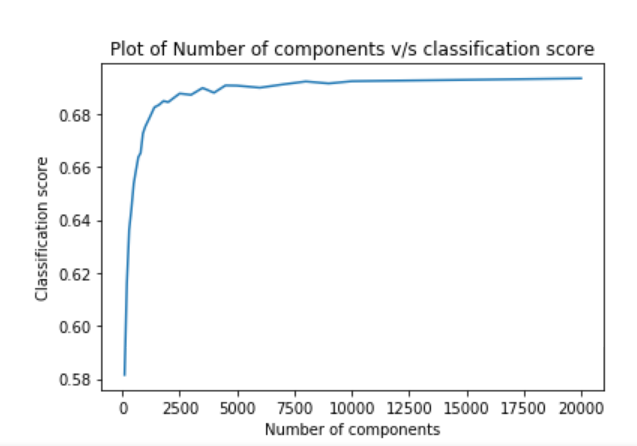 Plot of Number of components v/s classification score
Classification score
0.68
0.66
0.64
0.62
0.60
0.58
0 2500 5000 7500 10000 12500 15000 17500 20000
Number of components